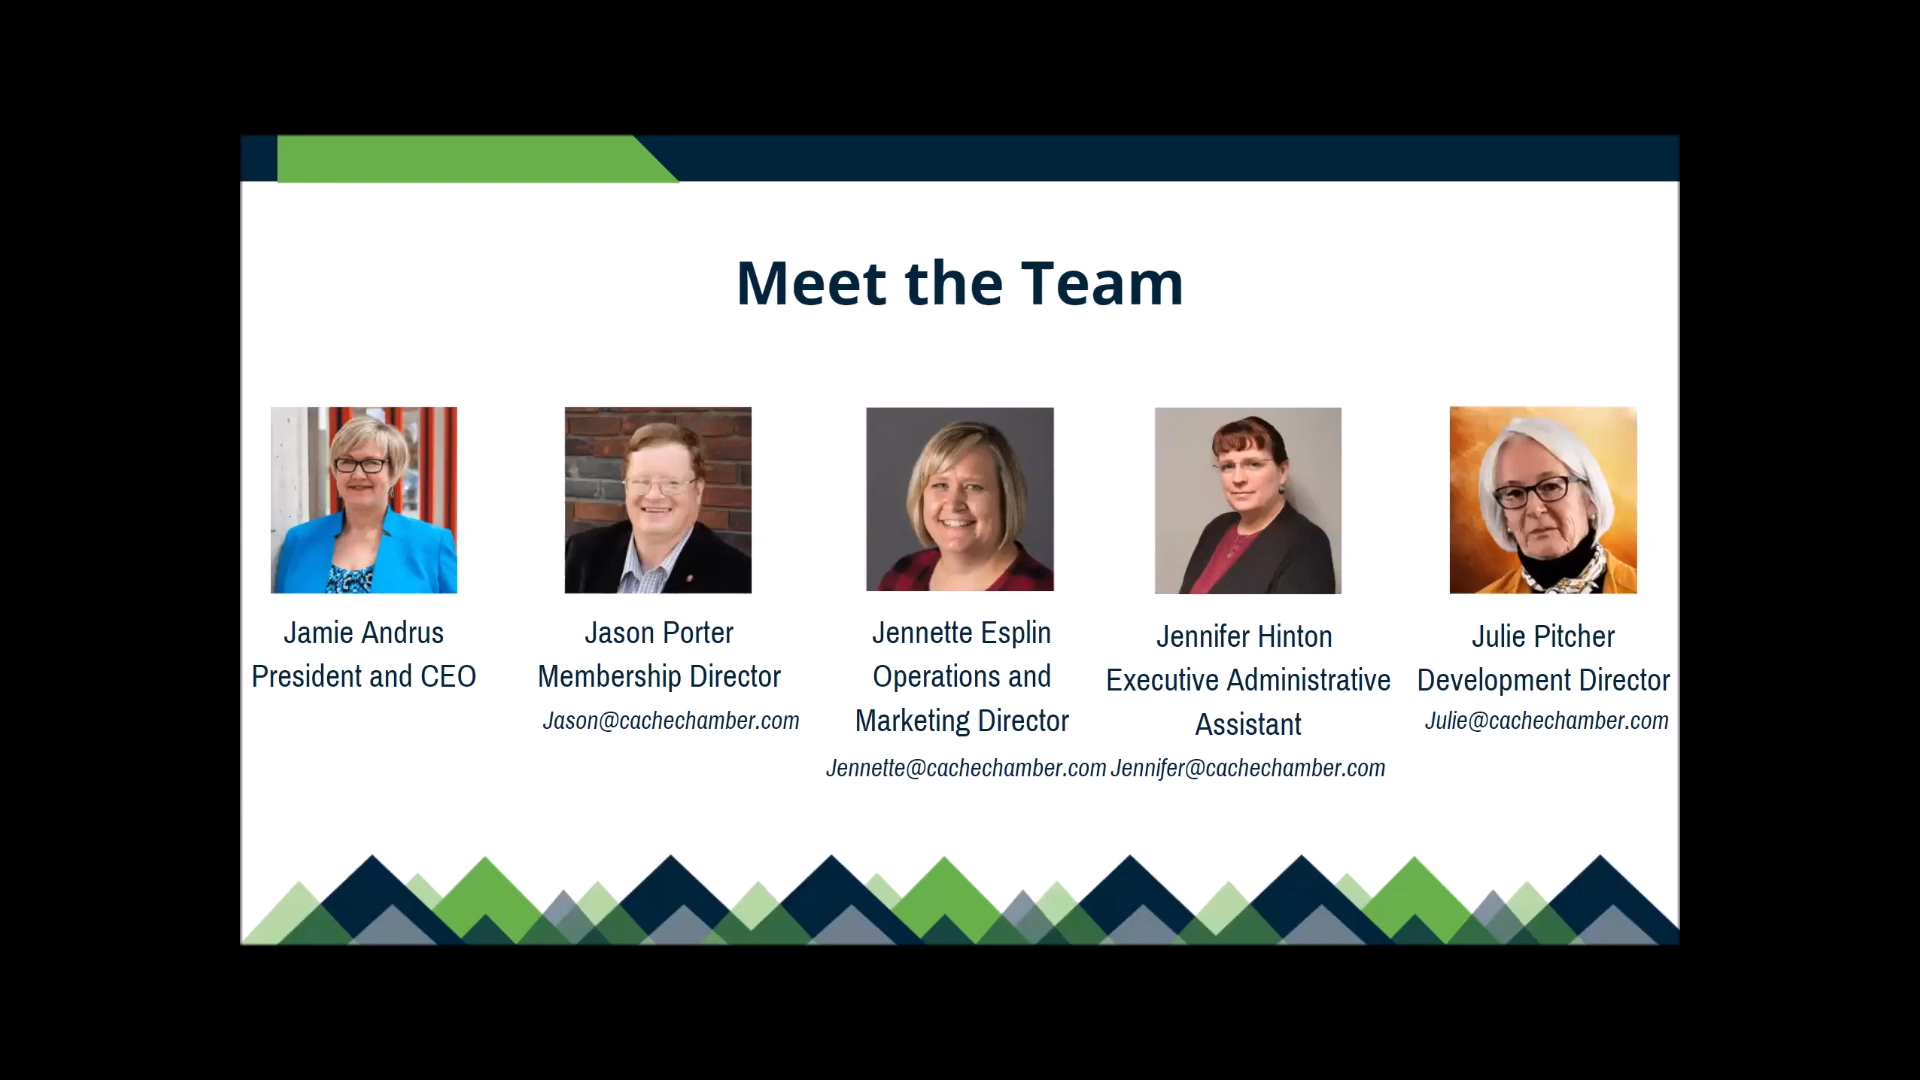 Meet the Team
Jamie Andrus
President and CEO
Jason Porter
Membership Director
Jason@cachechamber.com
Jennette Esplin
Operations and
Marketing Director
Jennette@cachechamber.com
Jennifer Hinton
Executive Administrative
Assistant
Jennifer@cachechamber.com
Julie Pitcher
Development Director
Julie@cachechamber.com